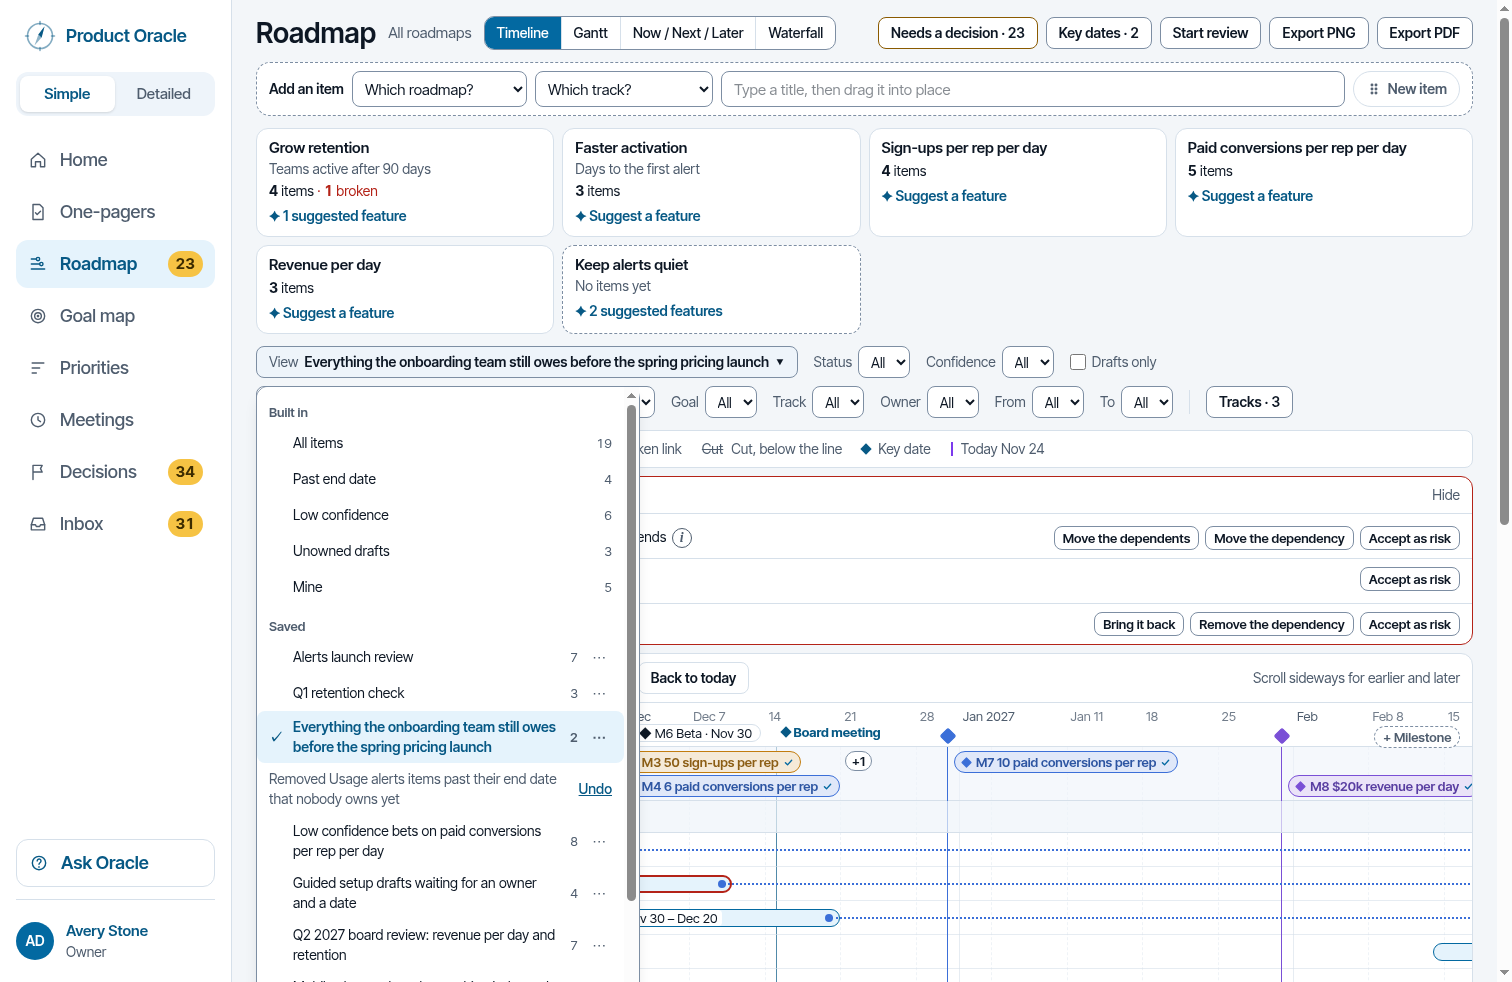 Product Oracle
Simple
Detailed
Home
One-pagers
Roadmap
23
Goal map
Priorities
Meetings
Decisions
34
Inbox
31
Ask Oracle
AD
Avery Stone
Owner
Roadmap
All roadmaps
Timeline
Gantt
Now / Next / Later
Waterfall
Needs a decision · 23
Key dates · 2
Start review
Export PNG
Export PDF
Add an item
Which roadmap?
Which track?
Type a title, then drag it into place
New item
Grow retention
Teams active after 90 days
4 items · 1 broken
1 suggested feature
Faster activation
Days to the first alert
3 items
Suggest a feature
Sign-ups per rep per day
4 items
Suggest a feature
Paid conversions per rep per day
5 items
Suggest a feature
Revenue per day
3 items
Suggest a feature
Keep alerts quiet
No items yet
2 suggested features
View Everything the onboarding team still owes before the spring pricing launch
Status All
Confidence All
Drafts only
Goal All
Track All
Owner All
From All
To All
Tracks · 3
Built in
All items 19
Past end date 4
Low confidence 6
Unowned drafts 3
Mine 5
Saved
Alerts launch review 7 ···
Q1 retention check 3 ···
Everything the onboarding team still owes
before the spring pricing launch
2 ···
Removed Usage alerts items past their end date
that nobody owns yet
Undo
Low confidence bets on paid conversions
per rep per day
8 ···
Guided setup drafts waiting for an owner
and a date
4 ···
Q2 2027 board review: revenue per day and
retention
7 ···
ken link
Cut Cut, below the line
Key date
Today Nov 24
Hide
ends i
Move the dependents
Move the dependency
Accept as risk
Accept as risk
Bring it back
Remove the dependency
Accept as risk
Back to today
Scroll sideways for earlier and later
ec
Dec 7
14
21
28
Jan 2027
Jan 11
18
25
Feb
Feb 8
15
M6 Beta · Nov 30
Board meeting
+ Milestone
M3 50 sign-ups per rep
+1
M7 10 paid conversions per rep
M4 6 paid conversions per rep
M8 $20k revenue per day
v 30 – Dec 20